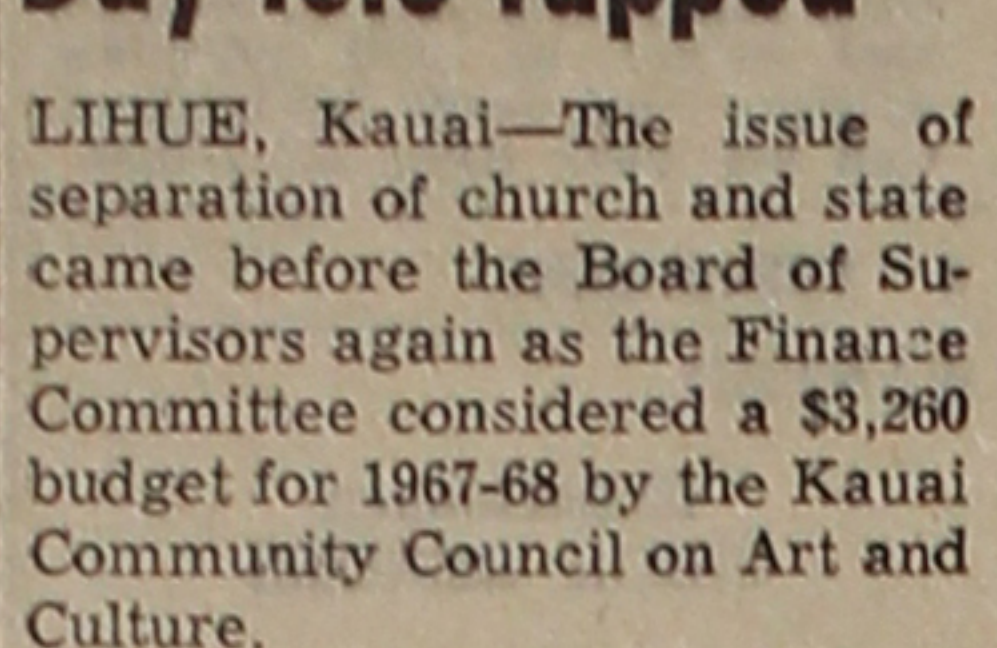 LIHUE, Kauai—The issue of
separation of church and state
came before the Board of Su-
pervisors again as the Finance
Committee considered a $3,260
budget for 1967-68 by the Kauai
Community Council on Art and
Culture.